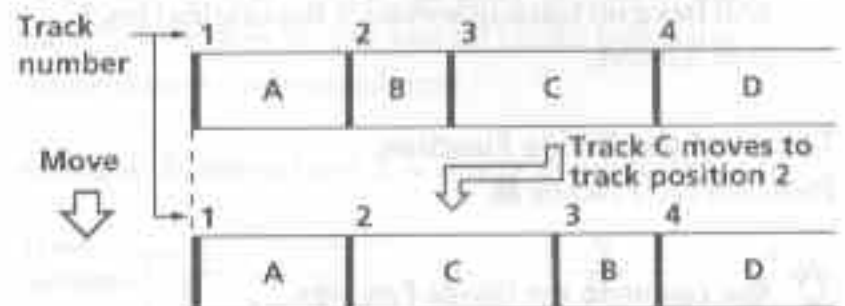 Track number
1 2 3 4
A B C D
Move
Track C moves to
track position 2
1 2 3 4
A C B D